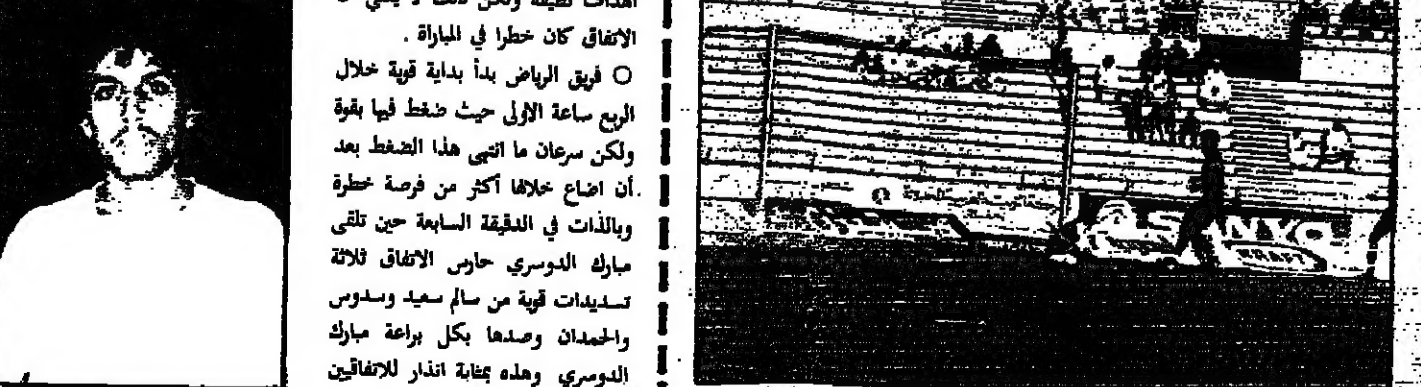 الاتفاق كان خطرا في المباراة .
○ فريق الرياض بدأ بداية قوية خلال
الربع ساعة الاولى حيث ضغط فيها بقوة
ولكن سرعان ما انتهى هذا الضغط بعد
أن اضاع خلالها أكثر من فرصة خطرة
وبالذات في الدقيقة السابعة حين تلقى
مبارك الدوسري حارس الاتفاق ثلاثة
تسديدات قوية من سالم سعيد وسدوس
والحمدان وصدها بكل براعة مبارك
الدوسري وهذه بمثابة انذار للاتفاقيين
KRAFT